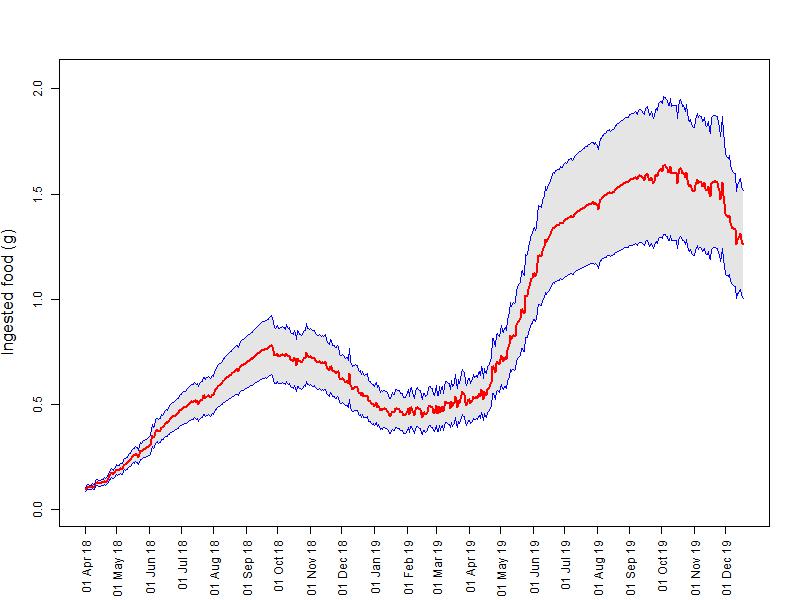 Ingested food (g)
2.0
1.5
1.0
0.5
0.0
01 Apr 18
01 May 18
01 Jun 18
01 Jul 18
01 Aug 18
01 Sep 18
01 Oct 18
01 Nov 18
01 Dec 18
01 Jan 19
01 Feb 19
01 Mar 19
01 Apr 19
01 May 19
01 Jun 19
01 Jul 19
01 Aug 19
01 Sep 19
01 Oct 19
01 Nov 19
01 Dec 19